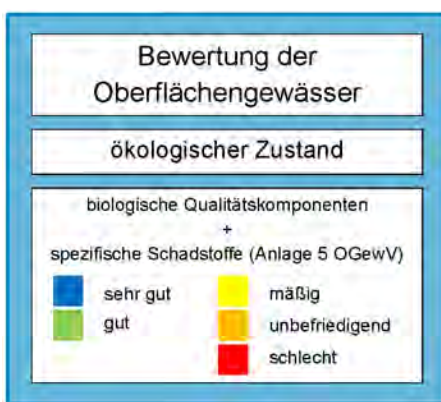 Bewertung der
Oberflächengewässer
ökologischer Zustand
biologische Qualitätskomponenten
+
spezifische Schadstoffe (Anlage 5 OGewV)
sehr gut
mäßig
gut
unbefriedigend
schlecht